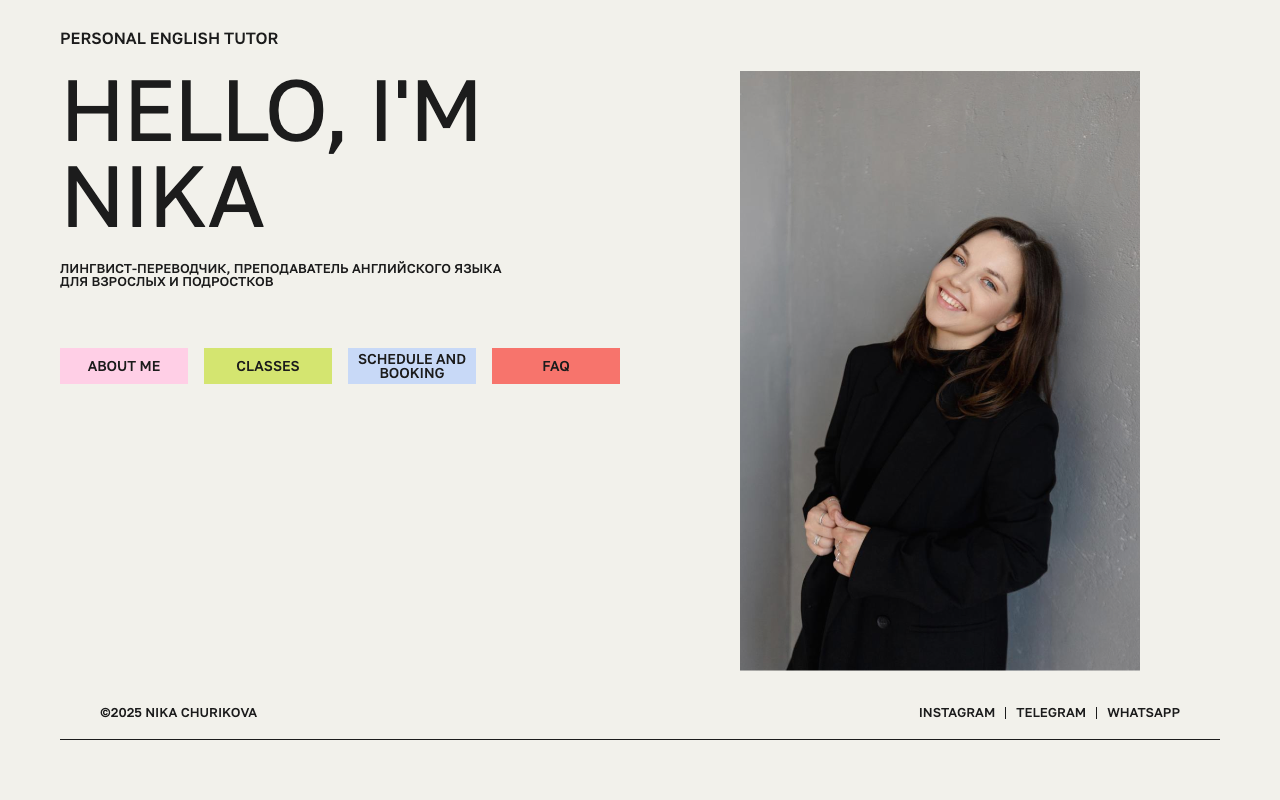 PERSONAL ENGLISH TUTOR
HELLO, I'M
NIKA
ЛИНГВИСТ-ПЕРЕВОДЧИК, ПРЕПОДАВАТЕЛЬ АНГЛИЙСКОГО ЯЗЫКА
ДЛЯ ВЗРОСЛЫХ И ПОДРОСТКОВ
ABOUT ME
CLASSES
SCHEDULE AND
BOOKING
FAQ
©2025 NIKA CHURIKOVA
INSTAGRAM | TELEGRAM | WHATSAPP